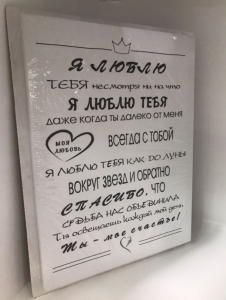 Я ЛЮБЛЮ
ТЕБЯ несмотря ни на что
Я ЛЮБЛЮ ТЕБЯ
даже когда ты далеко от меня
МОЯ ЛЮБОВЬ
ВСЕГДА С ТОБОЙ
Я ЛЮБЛЮ ТЕБЯ КАК ДО ЛУНЫ
ВОКРУГ ЗВЕЗД И ОБРАТНО
СПАСИБО, ЧТО
СУДЬБА НАС ОБЪЕДИНИЛА
Ты освещаешь каждый мой день,
Ты - мое счастье!